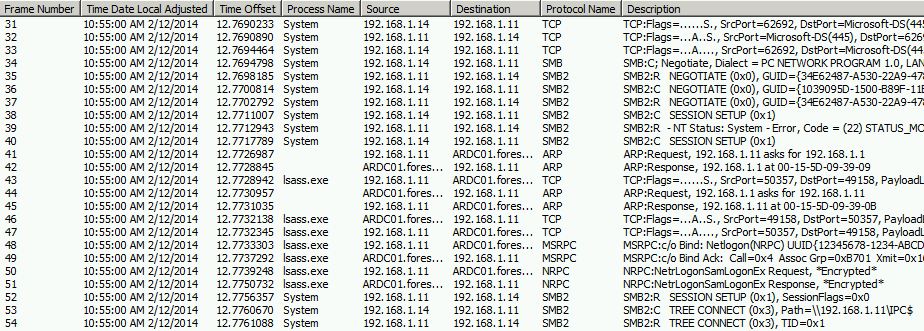 Frame Number Time Date Local Adjusted Time Offset Process Name Source Destination Protocol Name Description
31 10:55:00 AM 2/12/2014 12.7690233 System 192.168.1.14 192.168.1.11 TCP TCP:Flags=......S., SrcPort=62692, DstPort=Microsoft-DS(445
32 10:55:00 AM 2/12/2014 12.7690890 System 192.168.1.11 192.168.1.14 TCP TCP:Flags=...A..S., SrcPort=Microsoft-DS(445), DstPort=6269
33 10:55:00 AM 2/12/2014 12.7694464 System 192.168.1.14 192.168.1.11 TCP TCP:Flags=...A...., SrcPort=62692, DstPort=Microsoft-DS(44
34 10:55:00 AM 2/12/2014 12.7694798 System 192.168.1.14 192.168.1.11 SMB SMB:C; Negotiate, Dialect = PC NETWORK PROGRAM 1.0, LAN
35 10:55:00 AM 2/12/2014 12.7698185 System 192.168.1.11 192.168.1.14 SMB2 SMB2:R NEGOTIATE (0x0), GUID={34E62487-A530-22A9-478
36 10:55:00 AM 2/12/2014 12.7700814 System 192.168.1.14 192.168.1.11 SMB2 SMB2:C NEGOTIATE (0x0), GUID={1039095D-1500-B89F-11E
37 10:55:00 AM 2/12/2014 12.7702792 System 192.168.1.11 192.168.1.14 SMB2 SMB2:R NEGOTIATE (0x0), GUID={34E62487-A530-22A9-478
38 10:55:00 AM 2/12/2014 12.7711007 System 192.168.1.14 192.168.1.11 SMB2 SMB2:C SESSION SETUP (0x1)
39 10:55:00 AM 2/12/2014 12.7712943 System 192.168.1.11 192.168.1.14 SMB2 SMB2:R - NT Status: System - Error, Code = (22) STATUS_MO
40 10:55:00 AM 2/12/2014 12.7717789 System 192.168.1.14 192.168.1.11 SMB2 SMB2:C SESSION SETUP (0x1)
41 10:55:00 AM 2/12/2014 12.7726987 192.168.1.11 ARDC01.fores... ARP ARP:Request, 192.168.1.11 asks for 192.168.1.1
42 10:55:00 AM 2/12/2014 12.7728845 ARDC01.fores... 192.168.1.11 ARP ARP:Response, 192.168.1.1 at 00-15-5D-09-39-09
43 10:55:00 AM 2/12/2014 12.7728942 lsass.exe 192.168.1.11 ARDC01.fores... TCP TCP:Flags=......S., SrcPort=50357, DstPort=49158, PayloadL
44 10:55:00 AM 2/12/2014 12.7730957 ARDC01.fores... 192.168.1.11 ARP ARP:Request, 192.168.1.1 asks for 192.168.1.11
45 10:55:00 AM 2/12/2014 12.7731035 192.168.1.11 ARDC01.fores... ARP ARP:Response, 192.168.1.11 at 00-15-5D-09-39-0B
46 10:55:00 AM 2/12/2014 12.7732138 lsass.exe ARDC01.fores... 192.168.1.11 TCP TCP:Flags=...A..S., SrcPort=49158, DstPort=50357, Payload
47 10:55:00 AM 2/12/2014 12.7732345 lsass.exe 192.168.1.11 ARDC01.fores... TCP TCP:Flags=...A...., SrcPort=50357, DstPort=49158, Payload
48 10:55:00 AM 2/12/2014 12.7733303 lsass.exe 192.168.1.11 ARDC01.fores... MSRPC MSRPC:c/o Bind: Netlogon(NRPC) UUID{12345678-1234-ABCD
49 10:55:00 AM 2/12/2014 12.7737292 lsass.exe ARDC01.fores... 192.168.1.11 MSRPC MSRPC:c/o Bind Ack: Call=0x4 Assoc Grp=0xB701 Xmit=0x16
50 10:55:00 AM 2/12/2014 12.7739248 lsass.exe 192.168.1.11 ARDC01.fores... NRPC NRPC:NetrLogonSamLogonEx Request, *Encrypted*
51 10:55:00 AM 2/12/2014 12.7750732 lsass.exe ARDC01.fores... 192.168.1.11 NRPC NRPC:NetrLogonSamLogonEx Response, *Encrypted*
52 10:55:00 AM 2/12/2014 12.7756357 System 192.168.1.11 192.168.1.14 SMB2 SMB2:R SESSION SETUP (0x1), SessionFlags=0x0
53 10:55:00 AM 2/12/2014 12.7760670 System 192.168.1.14 192.168.1.11 SMB2 SMB2:C TREE CONNECT (0x3), Path=\\192.168.1.11\IPC$
54 10:55:00 AM 2/12/2014 12.7761088 System 192.168.1.11 192.168.1.14 SMB2 SMB2:R TREE CONNECT (0x3), TID=0x1